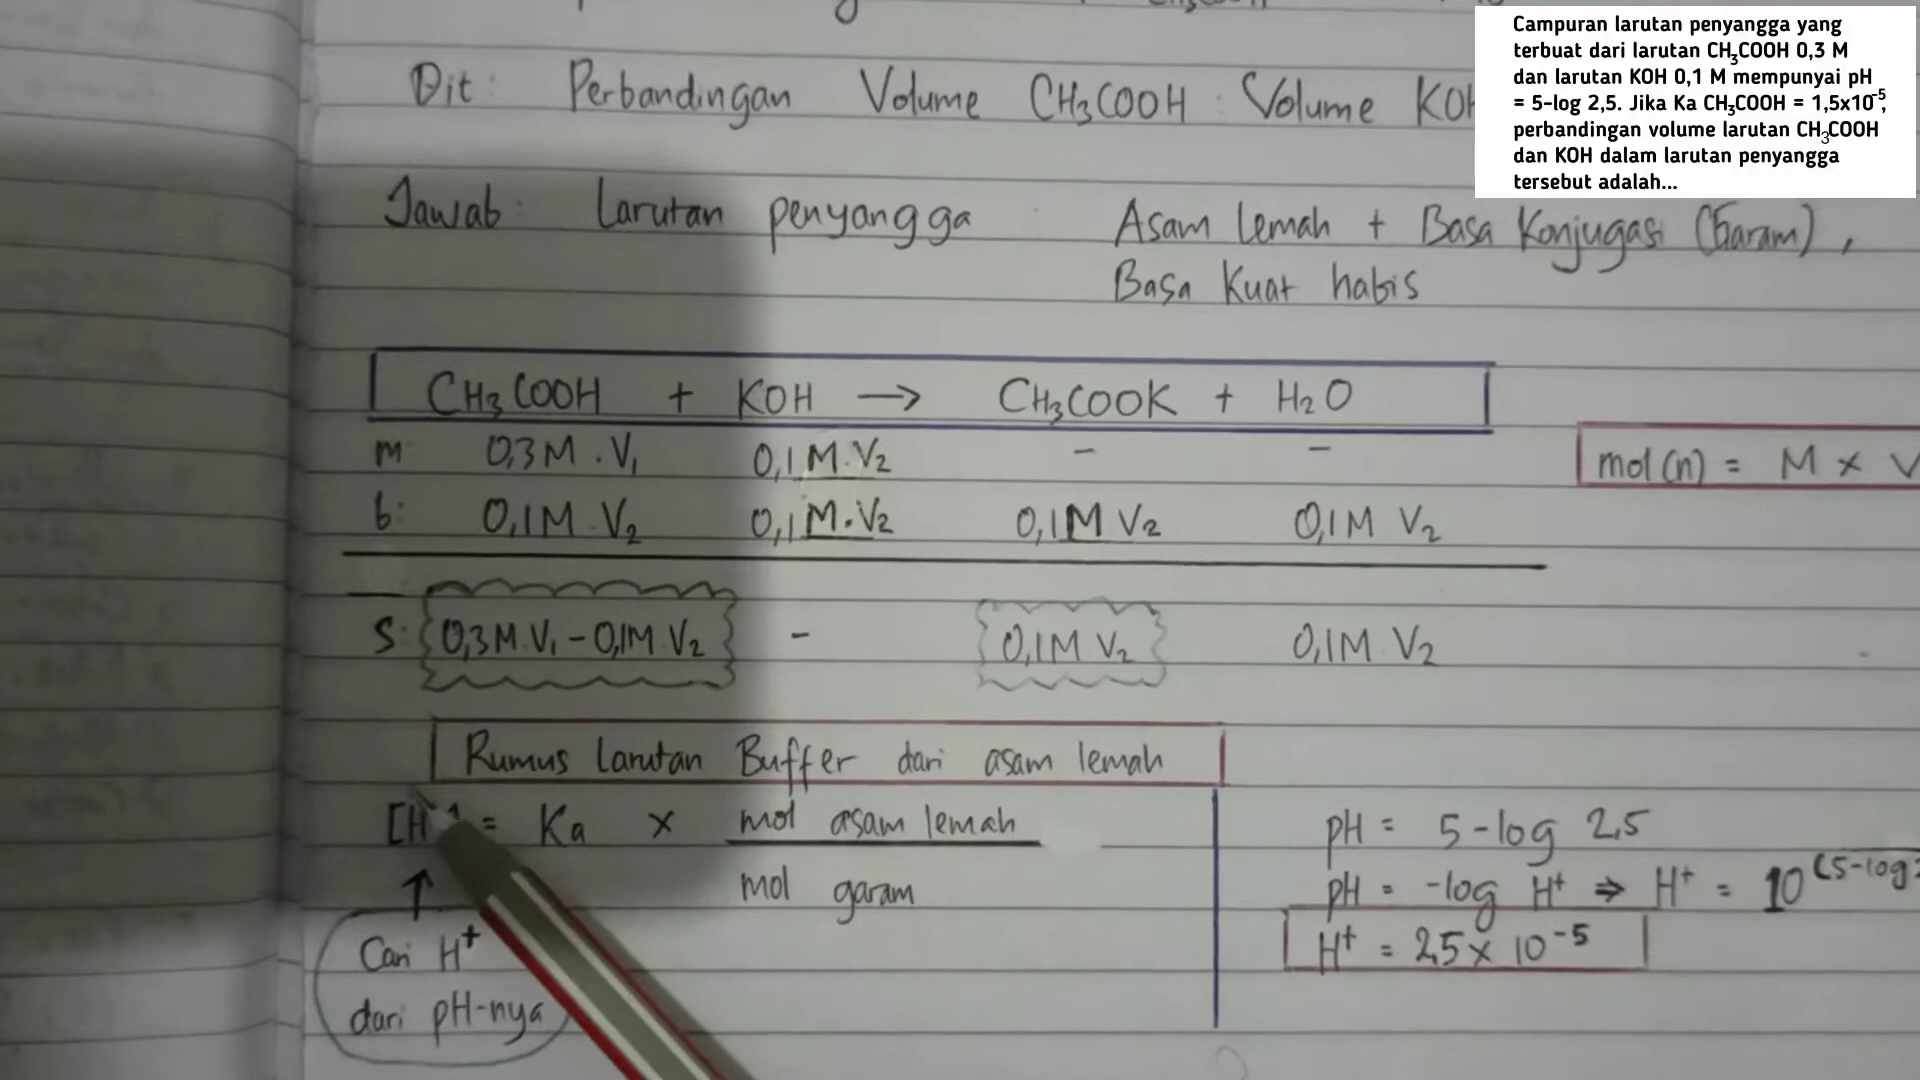 Campuran larutan penyangga yang
terbuat dari larutan CH3COOH 0,3 M
dan larutan KOH 0,1 M mempunyai pH
= 5-log 2,5. Jika Ka CH3COOH = 1,5x10-5,
perbandingan volume larutan CH3COOH
dan KOH dalam larutan penyangga
tersebut adalah...
Dit: Perbandingan Volume CH3COOH : Volume KOH
Jawab: Larutan penyangga : Asam lemah + Basa Konjugasi (Garam),
Basa Kuat habis
CH3COOH + KOH → CH3COOK + H2O
m 0,3M . V1 0,1 M.V2 - -
mol (n) = M x V
b: 0,1M V2 0,1 M.V2 0,1M V2 0,1M V2
S: 0,3M.V1 - 0,1M.V2 - 0,1M V2 0,1M.V2
Rumus Larutan Buffer dari asam lemah
[H+] = Ka x mol asam lemah
mol garam
↑
Cari H+
dari pH-nya
pH = 5-log 2,5
pH = -log H+ ⇒ H+ = 10(5-log
H+ = 2,5 x 10-5